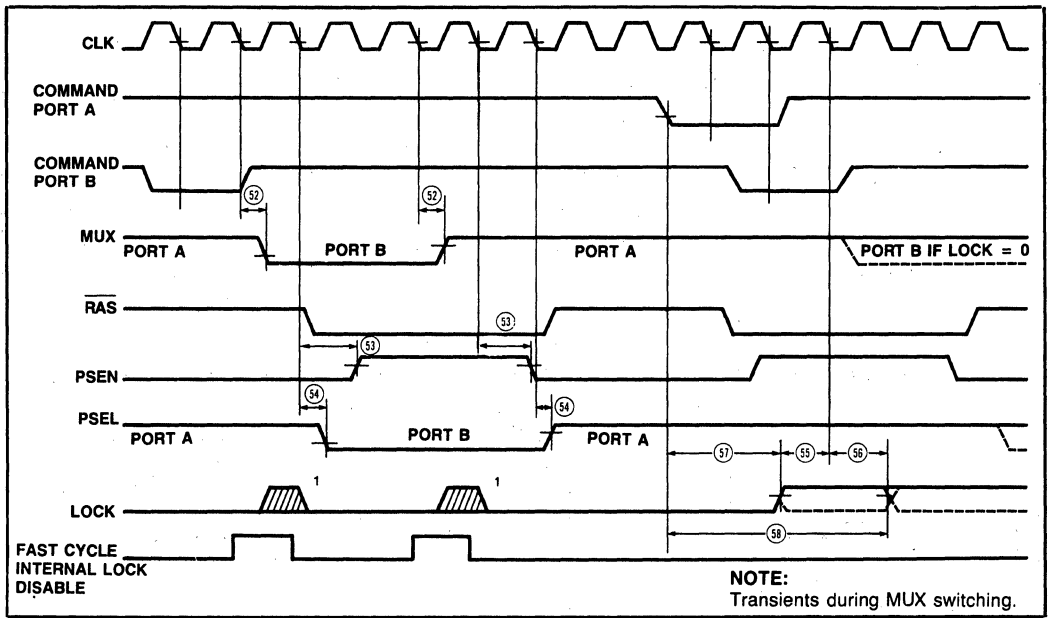 CLK
COMMAND
PORT A
COMMAND
PORT B
52
52
MUX
PORT A
PORT B
PORT A
PORT B IF LOCK = 0
RAS
53
53
PSEN
54
54
PSEL
PORT A
PORT B
PORT A
57
55
56
1
1
LOCK
58
FAST CYCLE
INTERNAL LOCK
DISABLE
NOTE:
Transients during MUX switching.